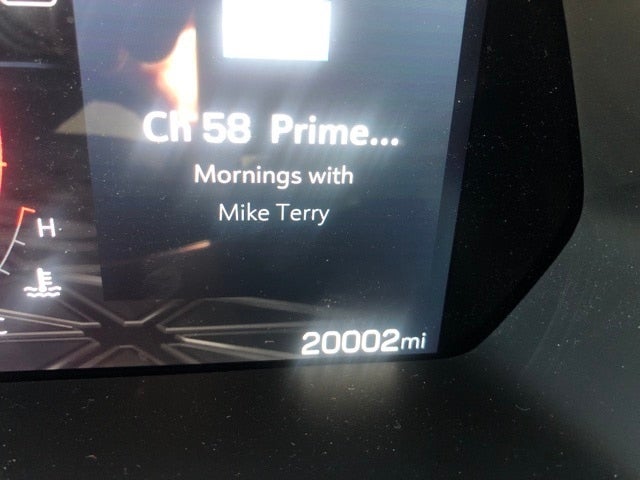 Ch 58 Prime...
Mornings with
Mike Terry
H
20002mi